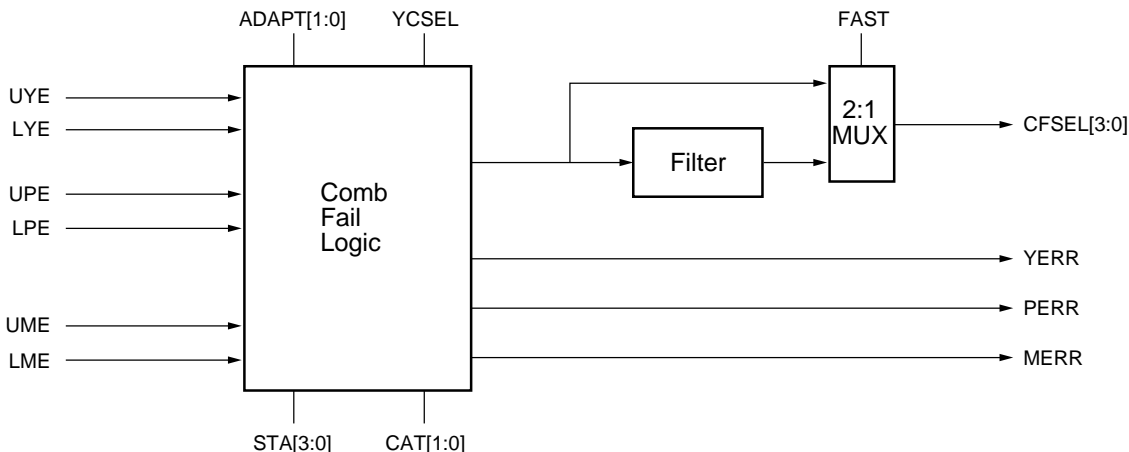 ADAPT[1:0]
YCSEL
FAST
UYE
LYE
UPE
LPE
UME
LME
Comb
Fail
Logic
Filter
2:1
MUX
CFSEL[3:0]
YERR
PERR
MERR
STA[3:0]
CAT[1:0]